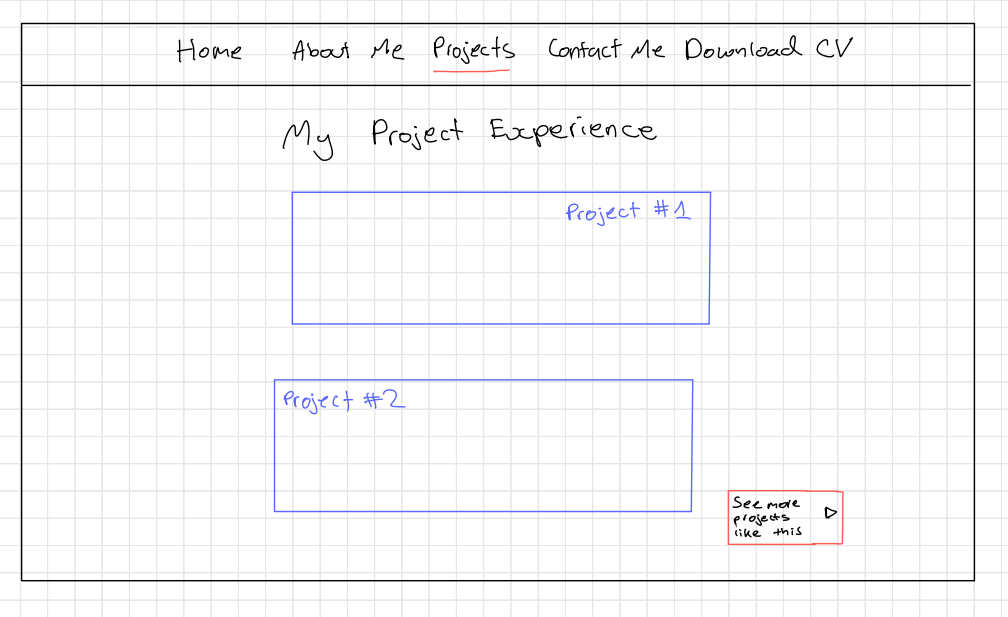 Home About Me Projects Contact Me Download CV
My Project Experience
Project #1
Project #2
See more
projects
like this